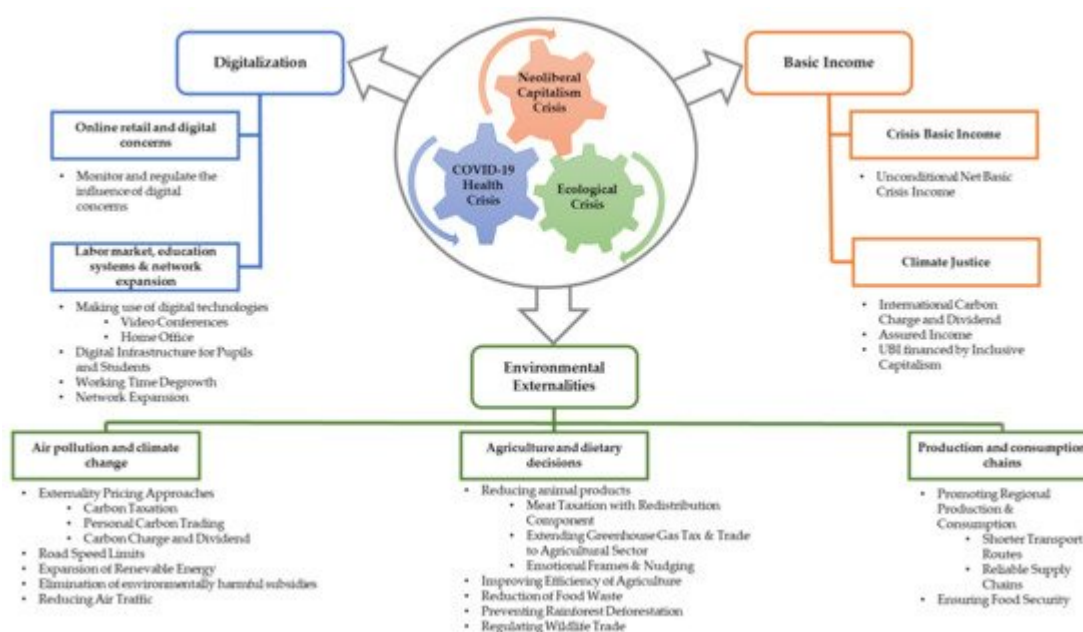 Digitalization
Online retail and digital
concerns
• Monitor and regulate the
influence of digital
concerns
Labor market, education
systems & network
expansion
• Making use of digital technologies
• Video Conferences
• Home Office
• Digital Infrastructure for Pupils
and Students
• Working Time Degrowth
• Network Expansion
Neoliberal
Capitalism
Crisis
COVID-19
Health
Crisis
Ecological
Crisis
Basic Income
Crisis Basic Income
• Unconditional Net Basic
Crisis Income
Climate Justice
• International Carbon
Charge and Dividend
• Assured Income
• UBI financed by Inclusive
Capitalism
Environmental
Externalities
Air pollution and climate
change
• Externality Pricing Approaches
• Carbon Taxation
• Personal Carbon Trading
• Carbon Charge and Dividend
• Road Speed Limits
• Expansion of Renevable Energy
• Elimination of environmentally harmful subsidies
• Reducing Air Traffic
Agriculture and dietary
decisions
• Reducing animal products
• Meat Taxation with Redistribution
Component
• Extending Greenhouse Gas Tax & Trade
to Agricultural Sector
• Emotional Frames & Nudging
• Improving Efficiency of Agriculture
• Reduction of Food Waste
• Preventing Rainforest Deforestation
• Regulating Wildlife Trade
Production and consumption
chains
• Promoting Regional
Production &
Consumption
• Shorter Transport
Routes
• Reliable Supply
Chains
• Ensuring Food Security